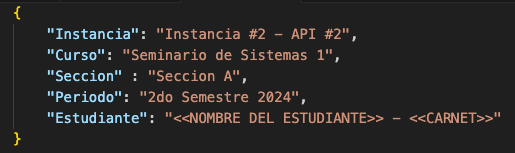 {
"Instancia": "Instancia #2 - API #2",
"Curso": "Seminario de Sistemas 1",
"Seccion" : "Seccion A",
"Periodo": "2do Semestre 2024",
"Estudiante": "<<NOMBRE DEL ESTUDIANTE>> - <<CARNET>>"
}